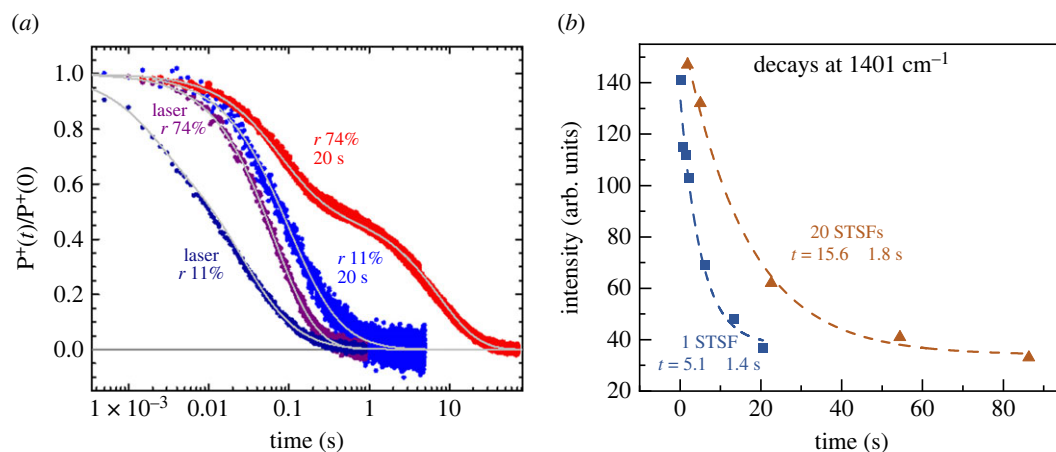 (a)
(b)
P⁺(t)/P⁺(0)
1.0
0.8
0.6
0.4
0.2
0.0
laser
r 74%
r 74%
20 s
laser
r 11%
r 11%
20 s
1 × 10⁻³
0.01
0.1
1
10
time (s)
intensity (arb. units)
140
120
100
80
60
40
20
decays at 1401 cm⁻¹
20 STSFs
t = 15.6 1.8 s
1 STSF
t = 5.1 1.4 s
0
20
40
60
80
time (s)